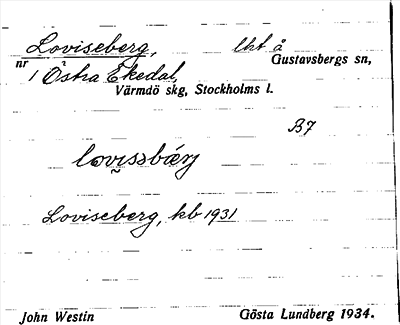 Loviseberg, lht å
nr 1 i Östra Ekedal, Gustavsbergs sn,
Värmdö skg, Stockholms l.
B7
lovissbærj
Loviseberg, kb 1931
John Westin Gösta Lundberg 1934.